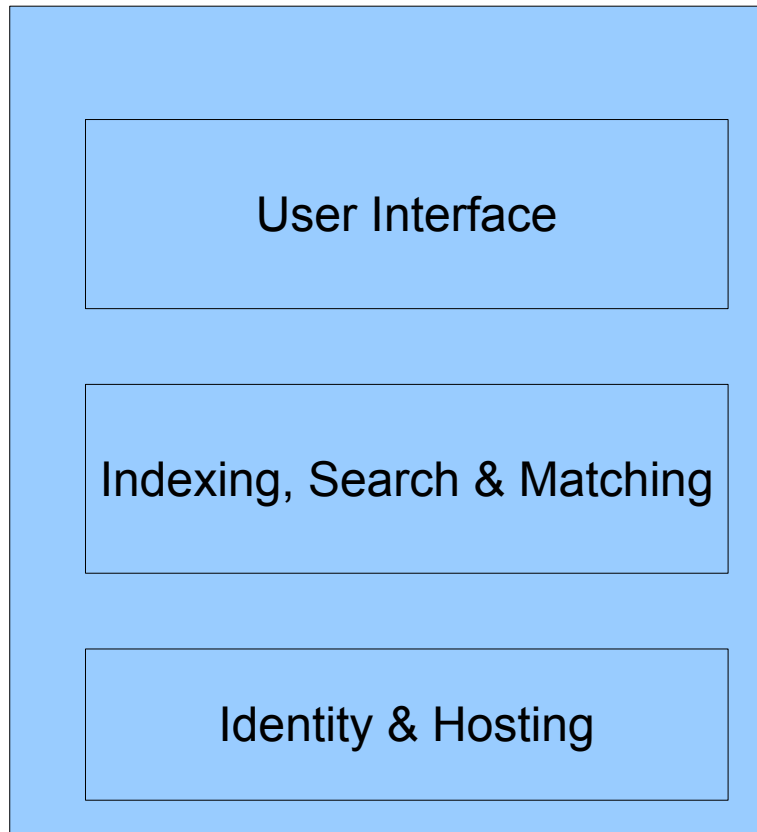 User Interface
Indexing, Search & Matching
Identity & Hosting